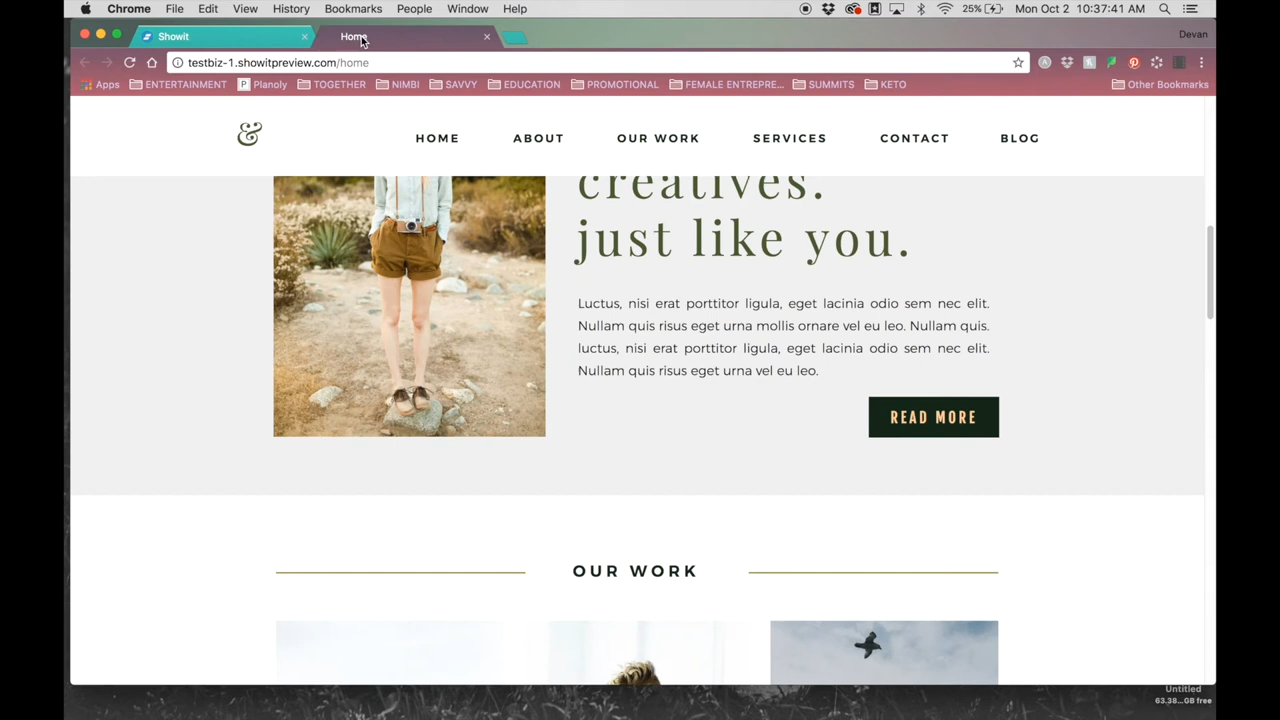 Chrome File Edit View History Bookmarks People Window Help 25% Mon Oct 2 10:37:41 AM
Showit Home Devan
testbiz-1.showitpreview.com/home
Apps ENTERTAINMENT Planoly TOGETHER NIMBI SAVVY EDUCATION PROMOTIONAL FEMALE ENTREPRE... SUMMITS KETO Other Bookmarks
& HOME ABOUT OUR WORK SERVICES CONTACT BLOG
creatives.
just like you.
Luctus, nisi erat porttitor ligula, eget lacinia odio sem nec elit.
Nullam quis risus eget urna mollis ornare vel eu leo. Nullam quis.
luctus, nisi erat porttitor ligula, eget lacinia odio sem nec elit.
Nullam quis risus eget urna vel eu leo.
READ MORE
OUR WORK
Untitled
63.38...GB free